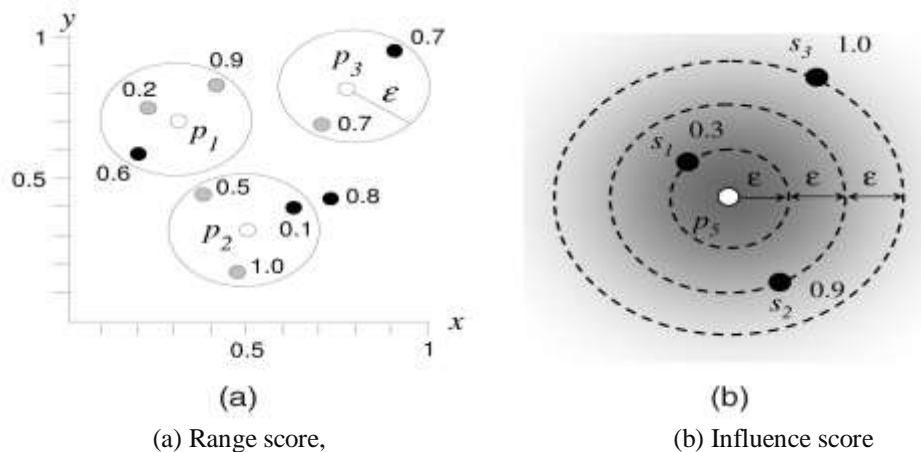 y
1
0.5
0.9
0.2
p1
0.6
0.7
p3
ε
0.7
0.5
0.8
p2
0.1
1.0
x
0.5
1
(a)
s3 1.0
0.3
s1
ε ε ε
p5
0.9
s2
(b)
(a) Range score,
(b) Influence score